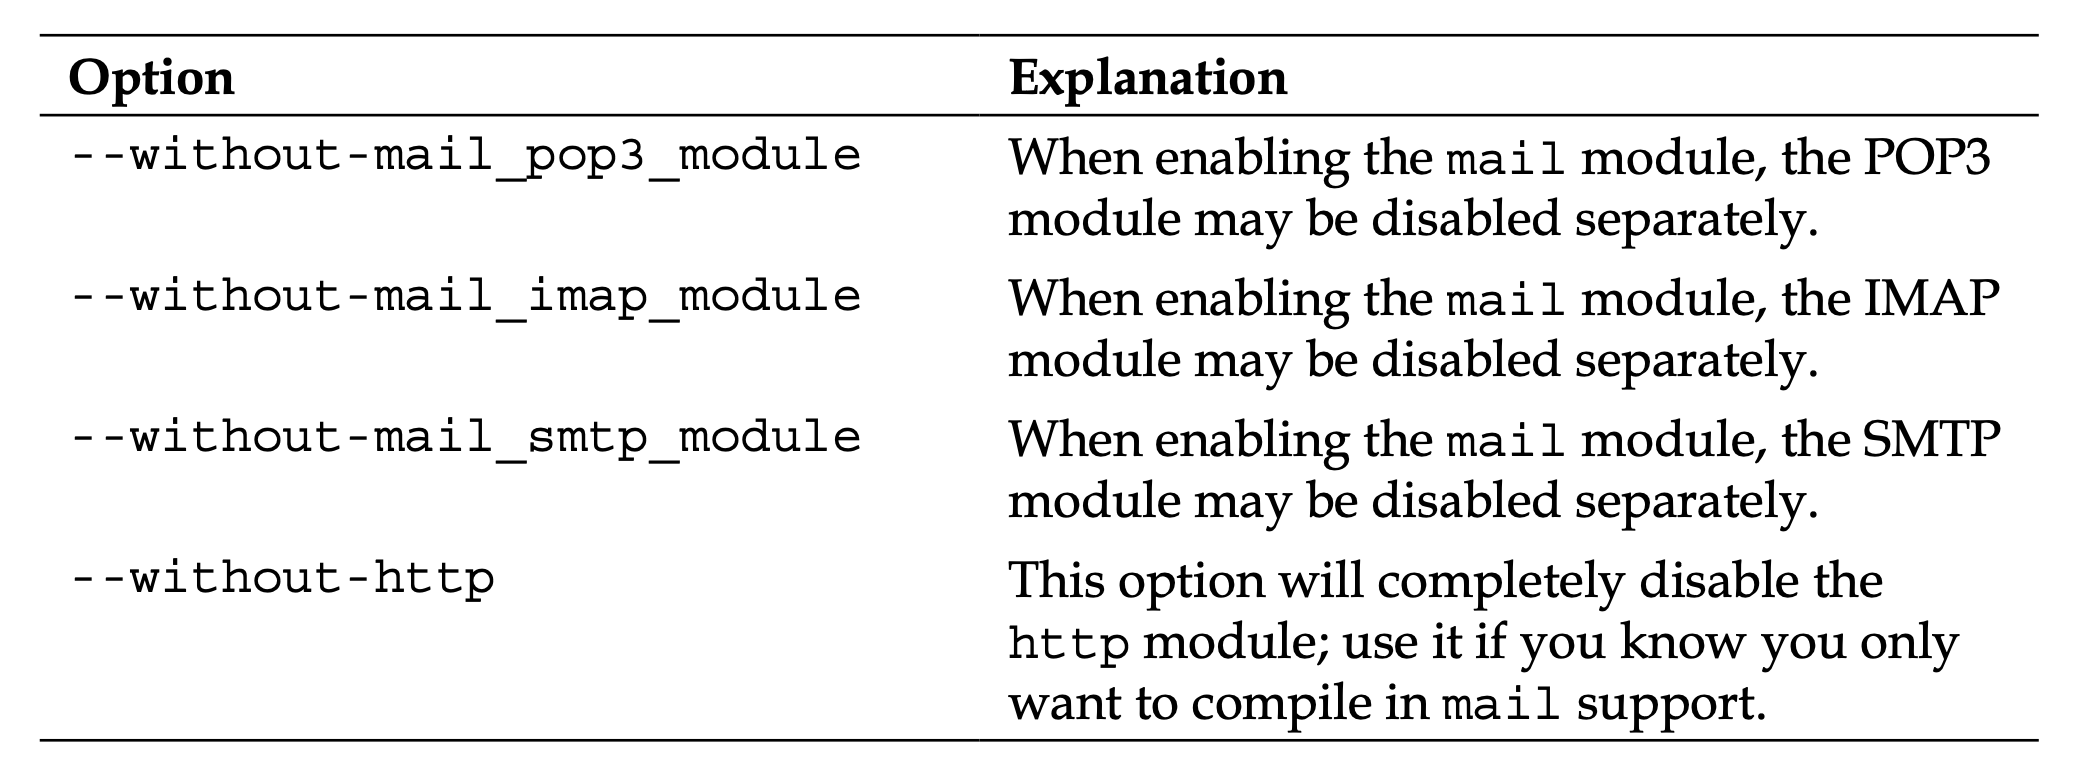 Option Explanation
--without-mail_pop3_module When enabling the mail module, the POP3
module may be disabled separately.
--without-mail_imap_module When enabling the mail module, the IMAP
module may be disabled separately.
--without-mail_smtp_module When enabling the mail module, the SMTP
module may be disabled separately.
--without-http This option will completely disable the
http module; use it if you know you only
want to compile in mail support.